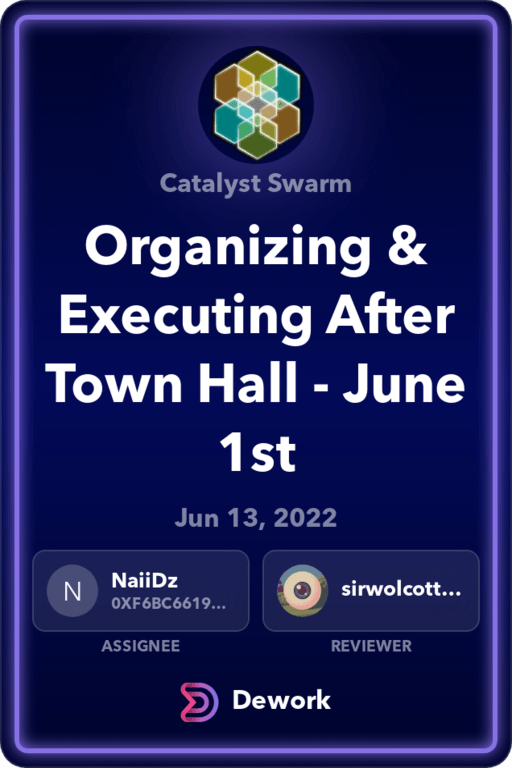 Catalyst Swarm
Organizing &
Executing After
Town Hall - June
1st
Jun 13, 2022
N
NaiiDz
0XF6BC6619...
sirwolcott...
ASSIGNEE
REVIEWER
Dework